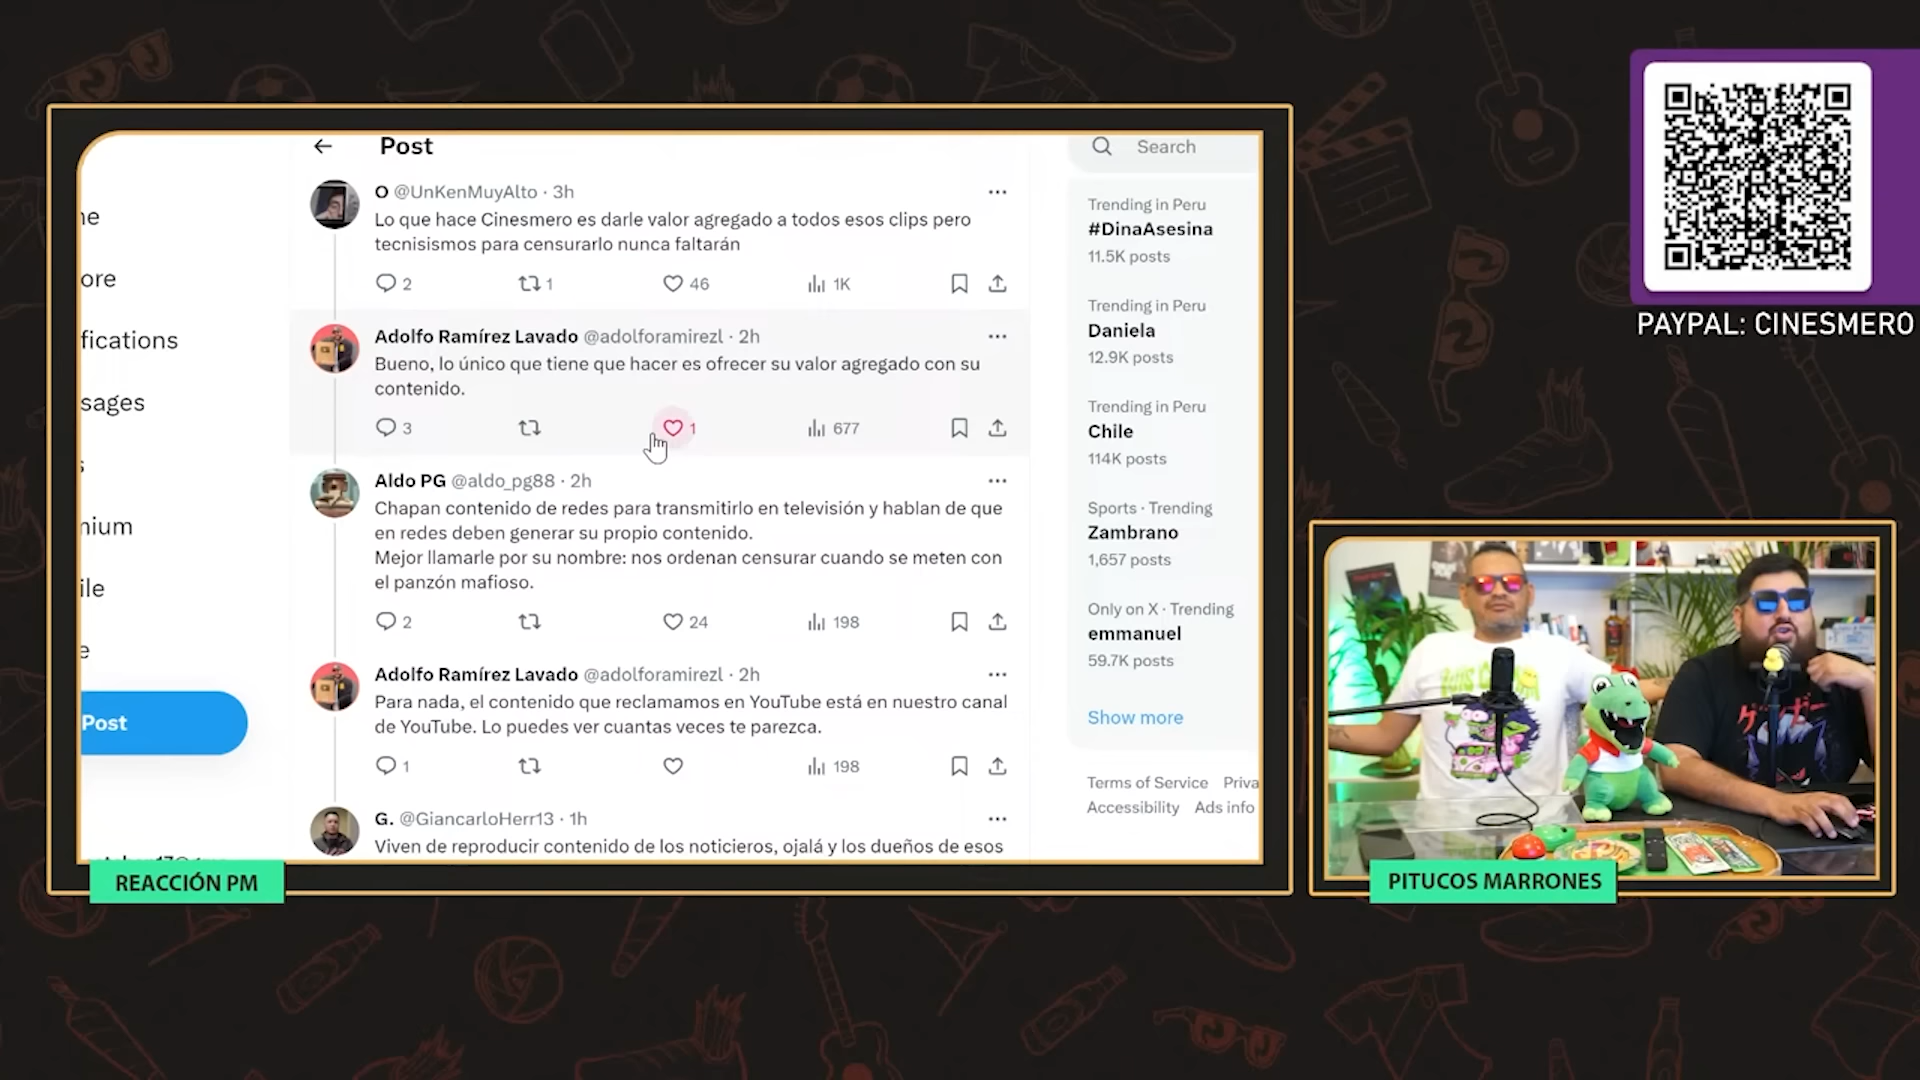 Post
O @UnKenMuyAlto · 3h
Lo que hace Cinesmero es darle valor agregado a todos esos clips pero
tecnisismos para censurarlo nunca faltarán
2
1
46
1K
Adolfo Ramírez Lavado @adolforamirezl · 2h
Bueno, lo único que tiene que hacer es ofrecer su valor agregado con su
contenido.
3
1
677
Aldo PG @aldo_pg88 · 2h
Chapan contenido de redes para transmitirlo en televisión y hablan de que
en redes deben generar su propio contenido.
Mejor llamarle por su nombre: nos ordenan censurar cuando se meten con
el panzón mafioso.
2
24
198
Adolfo Ramírez Lavado @adolforamirezl · 2h
Para nada, el contenido que reclamamos en YouTube está en nuestro canal
de YouTube. Lo puedes ver cuantas veces te parezca.
1
198
G. @GiancarloHerr13 · 1h
Viven de reproducir contenido de los noticieros, ojalá y los dueños de esos
ne
ore
fications
sages
s
nium
ile
e
Post
Search
Trending in Peru
#DinaAsesina
11.5K posts
Trending in Peru
Daniela
12.9K posts
Trending in Peru
Chile
114K posts
Sports · Trending
Zambrano
1,657 posts
Only on X · Trending
emmanuel
59.7K posts
Show more
Terms of Service Priva
Accessibility Ads info
REACCIÓN PM
PAYPAL: CINESMERO
PITUCOS MARRONES